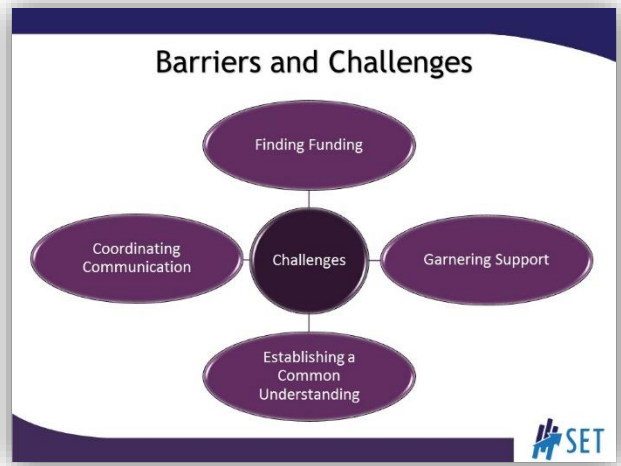 Barriers and Challenges
Finding Funding
Coordinating
Communication
Challenges
Garnering Support
Establishing a
Common
Understanding
SET